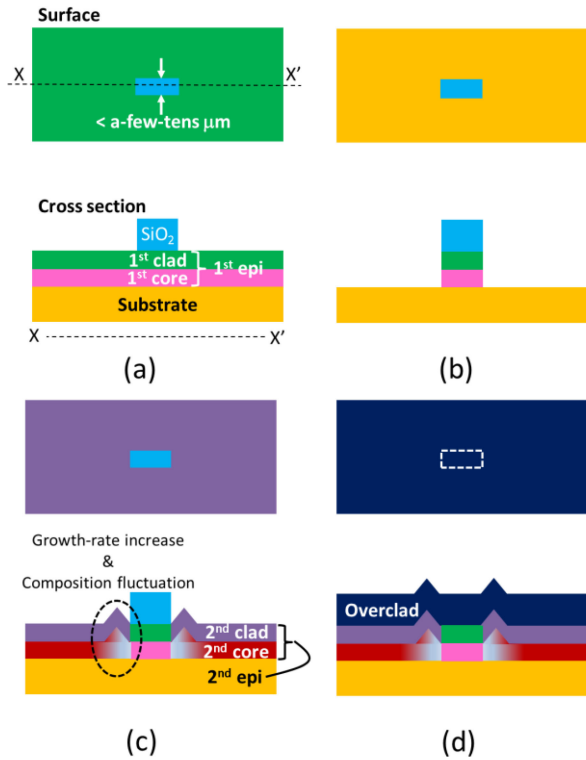 Surface
X X’
< a-few-tens μm
Cross section
SiO₂
1ˢᵗ clad
1ˢᵗ core
1ˢᵗ epi
Substrate
X X’
(a) (b)
Growth-rate increase
&
Composition fluctuation
2ⁿᵈ clad
2ⁿᵈ core
2ⁿᵈ epi
Overclad
(c) (d)